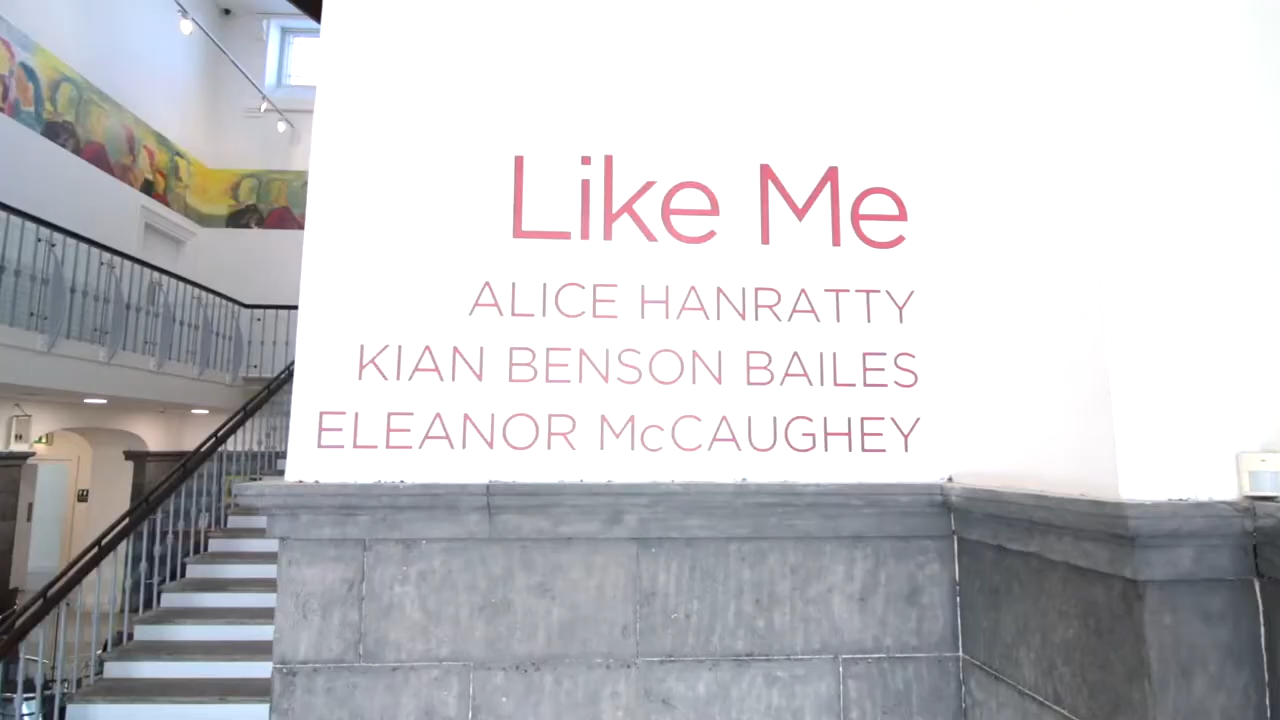 Like Me
ALICE HANRATTY
KIAN BENSON BAILES
ELEANOR McCAUGHEY